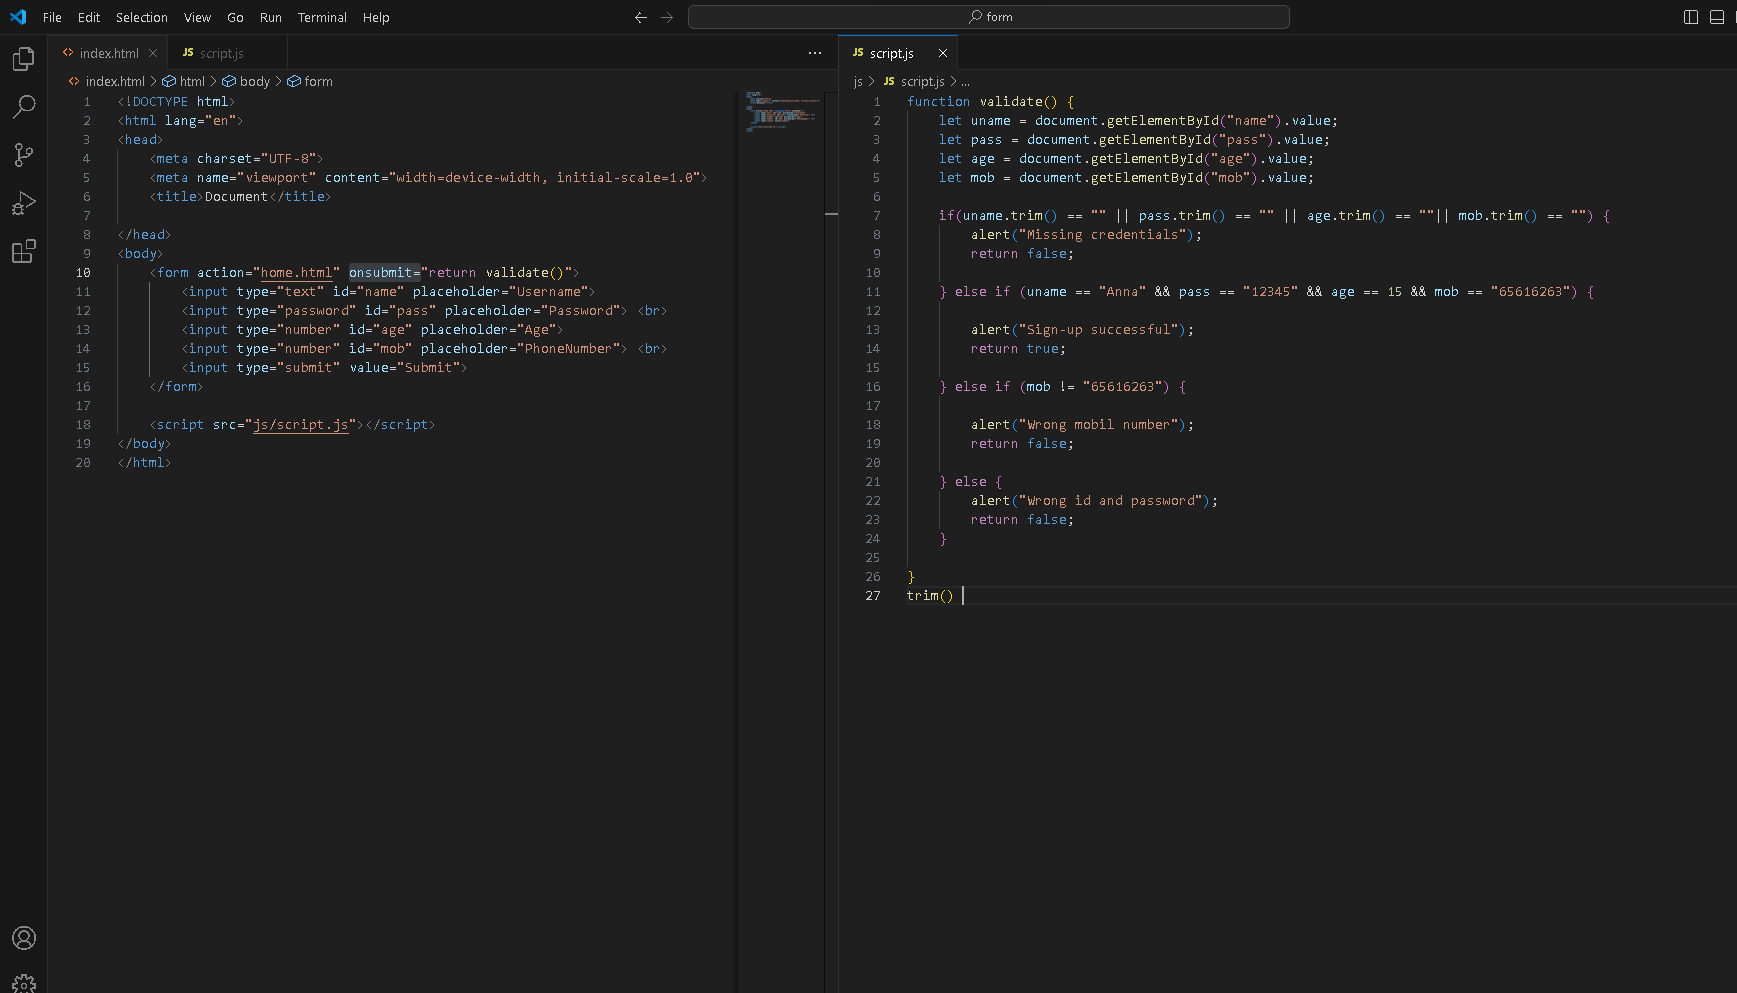 File Edit Selection View Go Run Terminal Help
form
index.html
JS script.js
...
index.html > html > body > form
1 <!DOCTYPE html>
2 <html lang="en">
3 <head>
4 <meta charset="UTF-8">
5 <meta name="viewport" content="width=device-width, initial-scale=1.0">
6 <title>Document</title>
7
8 </head>
9 <body>
10 <form action="home.html" onsubmit="return validate()">
11 <input type="text" id="name" placeholder="Username">
12 <input type="password" id="pass" placeholder="Password"> <br>
13 <input type="number" id="age" placeholder="Age">
14 <input type="number" id="mob" placeholder="PhoneNumber"> <br>
15 <input type="submit" value="Submit">
16 </form>
17
18 <script src="js/script.js"></script>
19 </body>
20 </html>
JS script.js
js > JS script.js > ...
1 function validate() {
2 let uname = document.getElementById("name").value;
3 let pass = document.getElementById("pass").value;
4 let age = document.getElementById("age").value;
5 let mob = document.getElementById("mob").value;
6
7 if(uname.trim() == "" || pass.trim() == "" || age.trim() == ""|| mob.trim() == "") {
8 alert("Missing credentials");
9 return false;
10
11 } else if (uname == "Anna" && pass == "12345" && age == 15 && mob == "65616263") {
12
13 alert("Sign-up successful");
14 return true;
15
16 } else if (mob != "65616263") {
17
18 alert("Wrong mobil number");
19 return false;
20
21 } else {
22 alert("Wrong id and password");
23 return false;
24 }
25
26 }
27 trim()